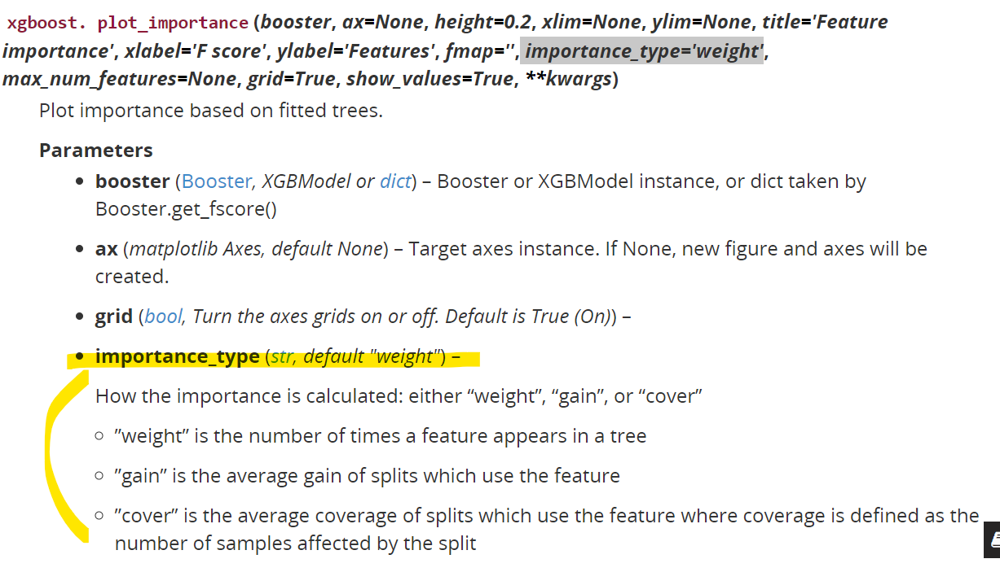 xgboost. plot_importance (booster, ax=None, height=0.2, xlim=None, ylim=None, title='Feature
importance', xlabel='F score', ylabel='Features', fmap='', importance_type='weight',
max_num_features=None, grid=True, show_values=True, **kwargs)
Plot importance based on fitted trees.
Parameters
• booster (Booster, XGBModel or dict) – Booster or XGBModel instance, or dict taken by
Booster.get_fscore()
• ax (matplotlib Axes, default None) – Target axes instance. If None, new figure and axes will be
created.
• grid (bool, Turn the axes grids on or off. Default is True (On)) –
• importance_type (str, default "weight") –
How the importance is calculated: either “weight”, “gain”, or “cover”
○ ”weight” is the number of times a feature appears in a tree
○ ”gain” is the average gain of splits which use the feature
○ ”cover” is the average coverage of splits which use the feature where coverage is defined as the
number of samples affected by the split